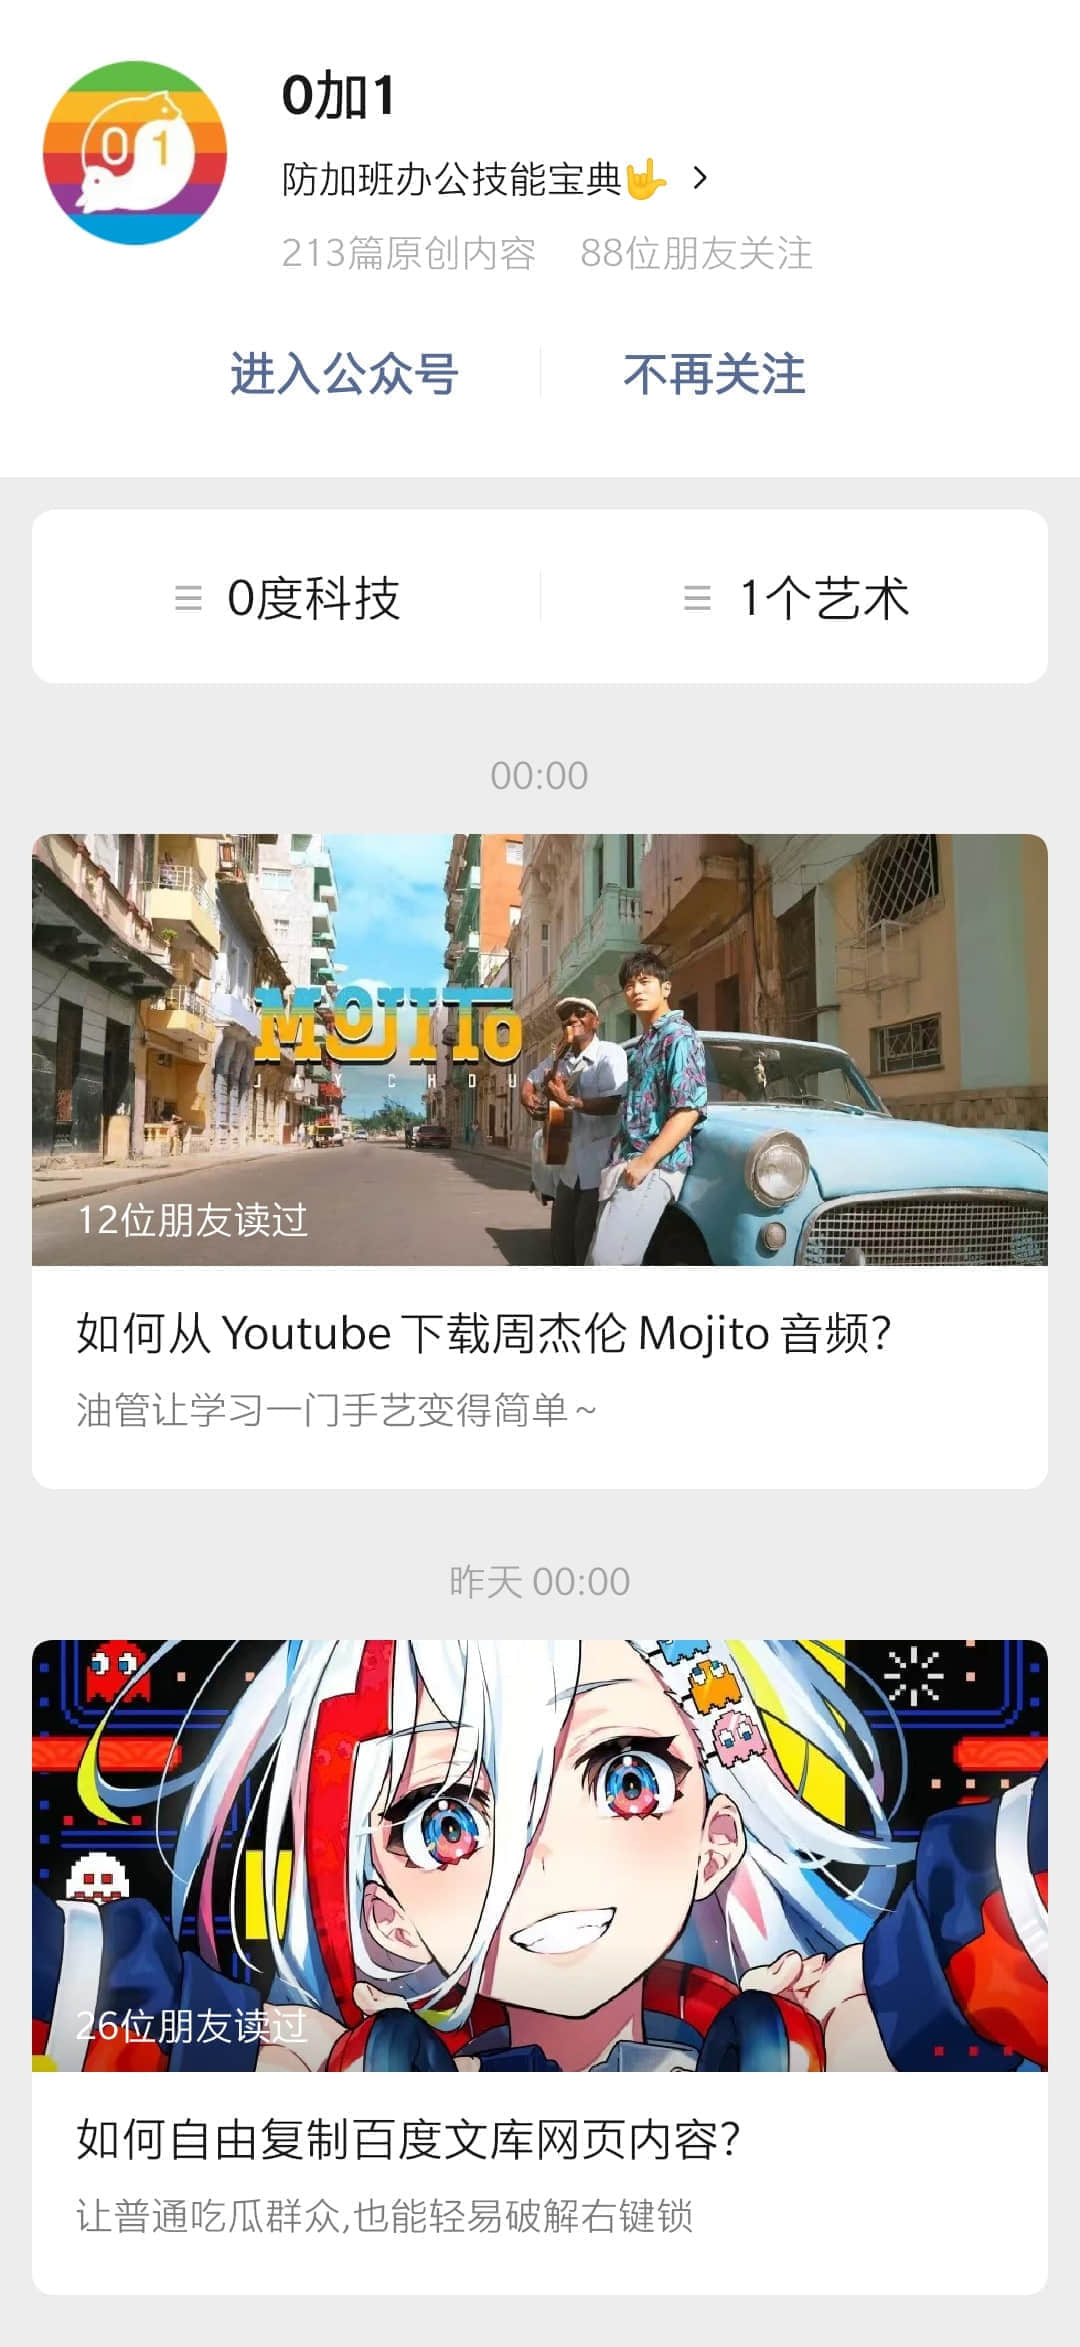 0 1
0加1
防加班办公技能宝典🤟 >
213篇原创内容 88位朋友关注
进入公众号 不再关注
0度科技 1个艺术
00:00
MOJITO
JAY CHOU
12位朋友读过
如何从 Youtube 下载周杰伦 Mojito 音频?
油管让学习一门手艺变得简单~
昨天 00:00
26位朋友读过
如何自由复制百度文库网页内容?
让普通吃瓜群众,也能轻易破解右键锁